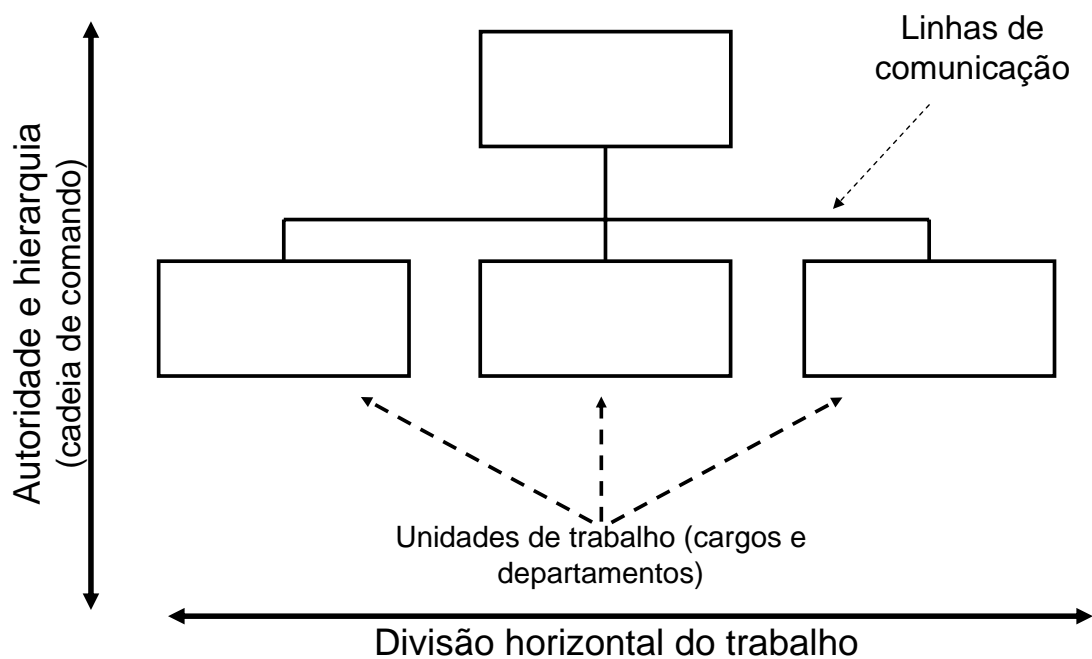 Linhas de
comunicação
Autoridade e hierarquia
(cadeia de comando)
Unidades de trabalho (cargos e
departamentos)
Divisão horizontal do trabalho